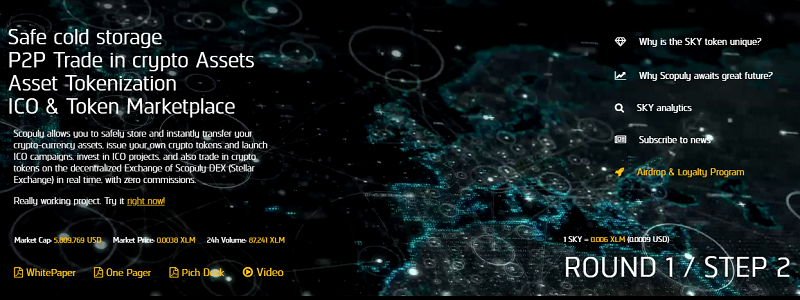 Safe cold storage
P2P Trade in crypto Assets
Asset Tokenization
ICO & Token Marketplace
Scopuly allows you to safely store and instantly transfer your
crypto-currency assets, issue your own crypto tokens and launch
ICO campaigns, invest in ICO projects, and also trade in crypto
tokens on the decentralized Exchange of Scopuly-DEX (Stellar
Exchange) in real time, with zero commissions.
Really working project. Try it right now!
Market Cap: 5,809,769 USD Market Price: 0.0038 XLM 24h Volume: 87,241 XLM
WhitePaper One Pager Pich Deck Video
Why is the SKY token unique?
Why Scopuly awaits great future?
SKY analytics
Subscribe to news
Airdrop & Loyalty Program
1 SKY = 0.006 XLM (0.0009 USD)
ROUND 1 / STEP 2